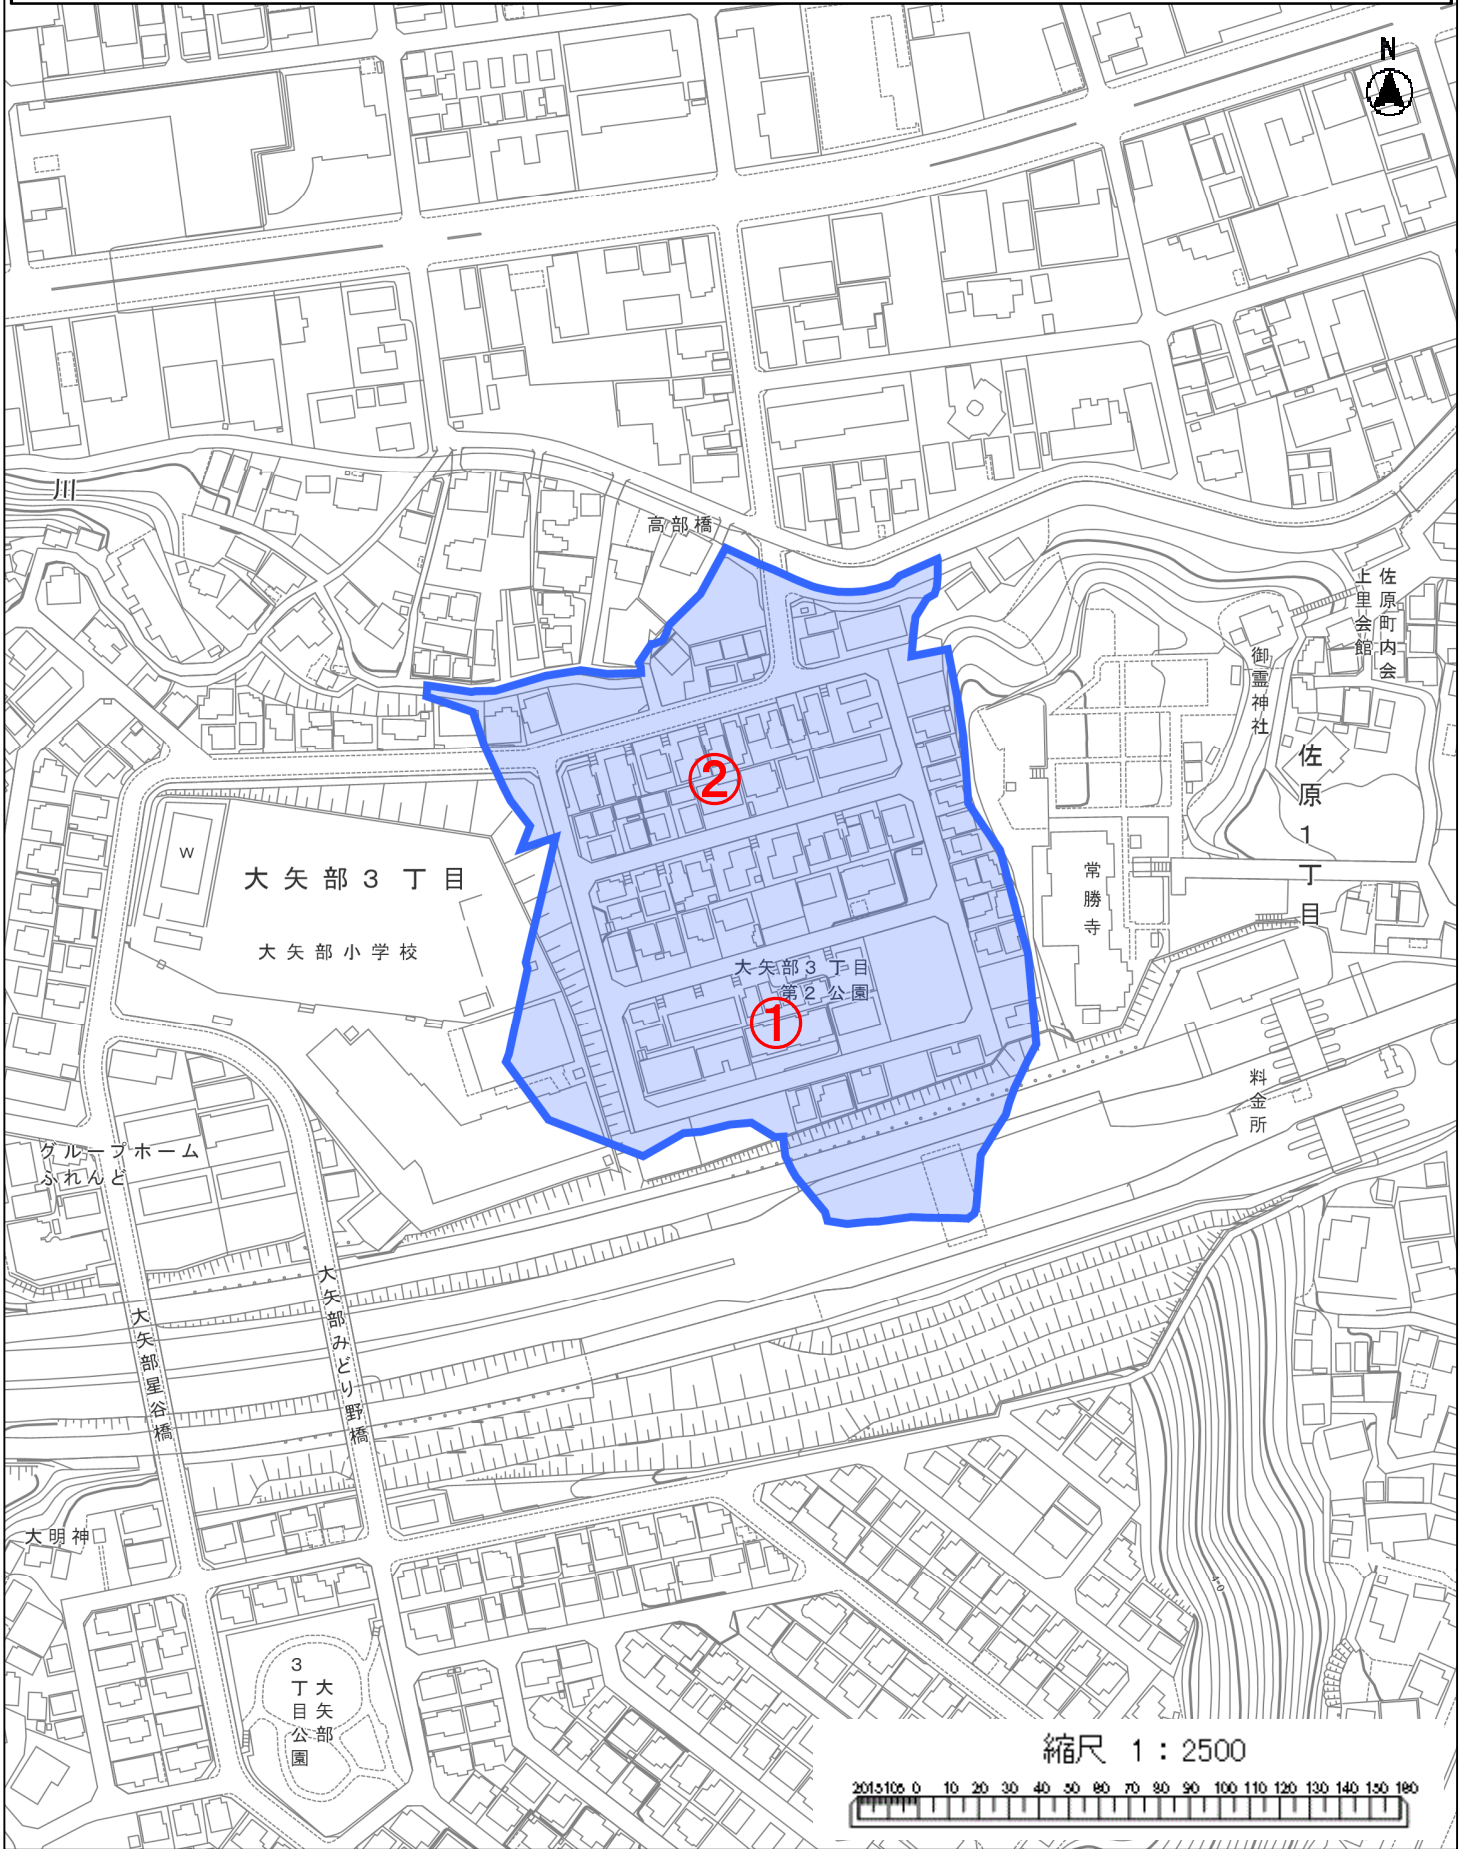 N
川
高部橋
佐原町内会
上里会館
御霊神社
佐原1丁目
②
W
大矢部3丁目
常勝寺
大矢部小学校
大矢部3丁目
第2公園
①
料金所
グループホーム
ふれんど
大矢部みどり野橋
大矢部星谷橋
大明神
40
大矢部
3丁目公園
縮尺 1:2500
0 10 20 30 40 50 60 70 80 90 100 110 120 130 140 150 160